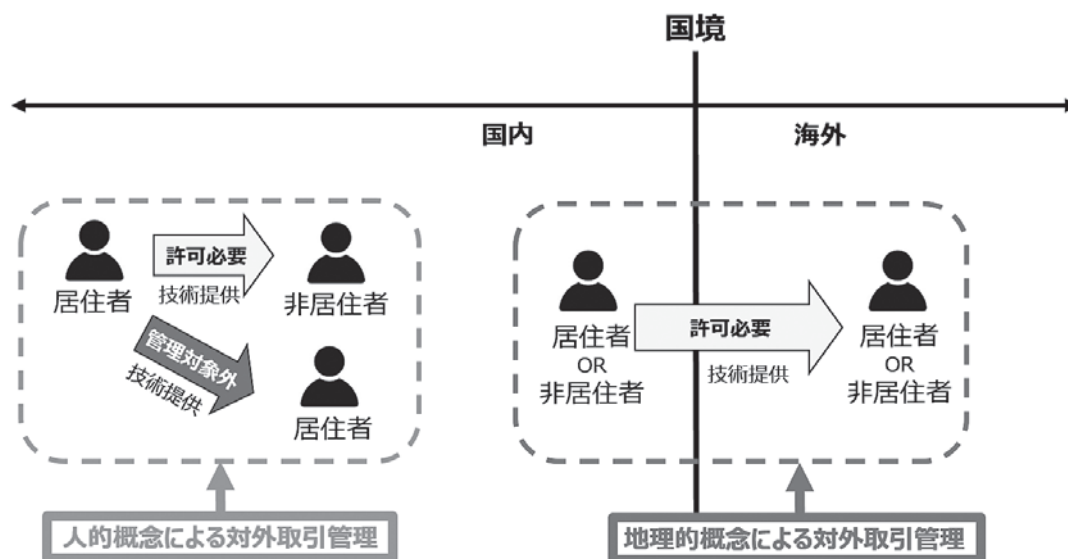 国境
国内
海外
居住者
許可必要
技術提供
非居住者
管理対象外
技術提供
居住者
人的概念による対外取引管理
居住者
OR
非居住者
許可必要
技術提供
居住者
OR
非居住者
地理的概念による対外取引管理